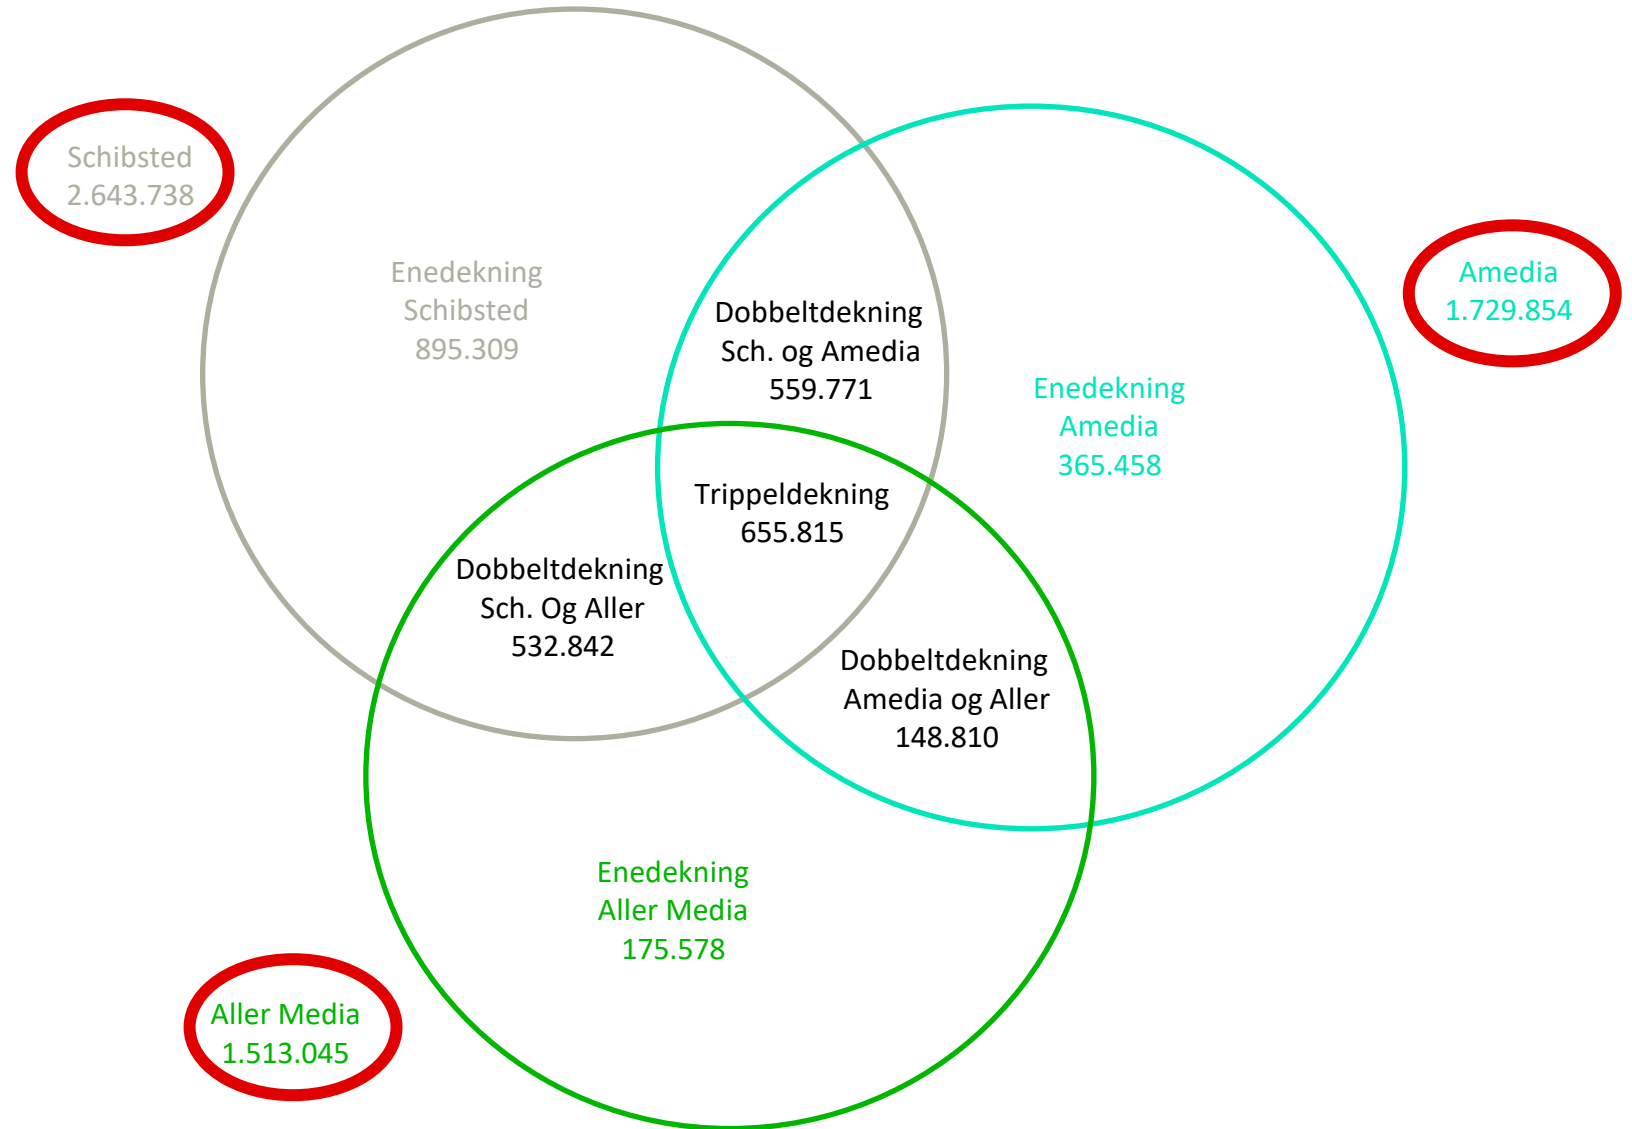 Schibsted
2.643.738
Enedekning
Schibsted
895.309
Dobbeltdekning
Sch. og Amedia
559.771
Amedia
1.729.854
Enedekning
Amedia
365.458
Trippeldekning
655.815
Dobbeltdekning
Sch. Og Aller
532.842
Dobbeltdekning
Amedia og Aller
148.810
Enedekning
Aller Media
175.578
Aller Media
1.513.045